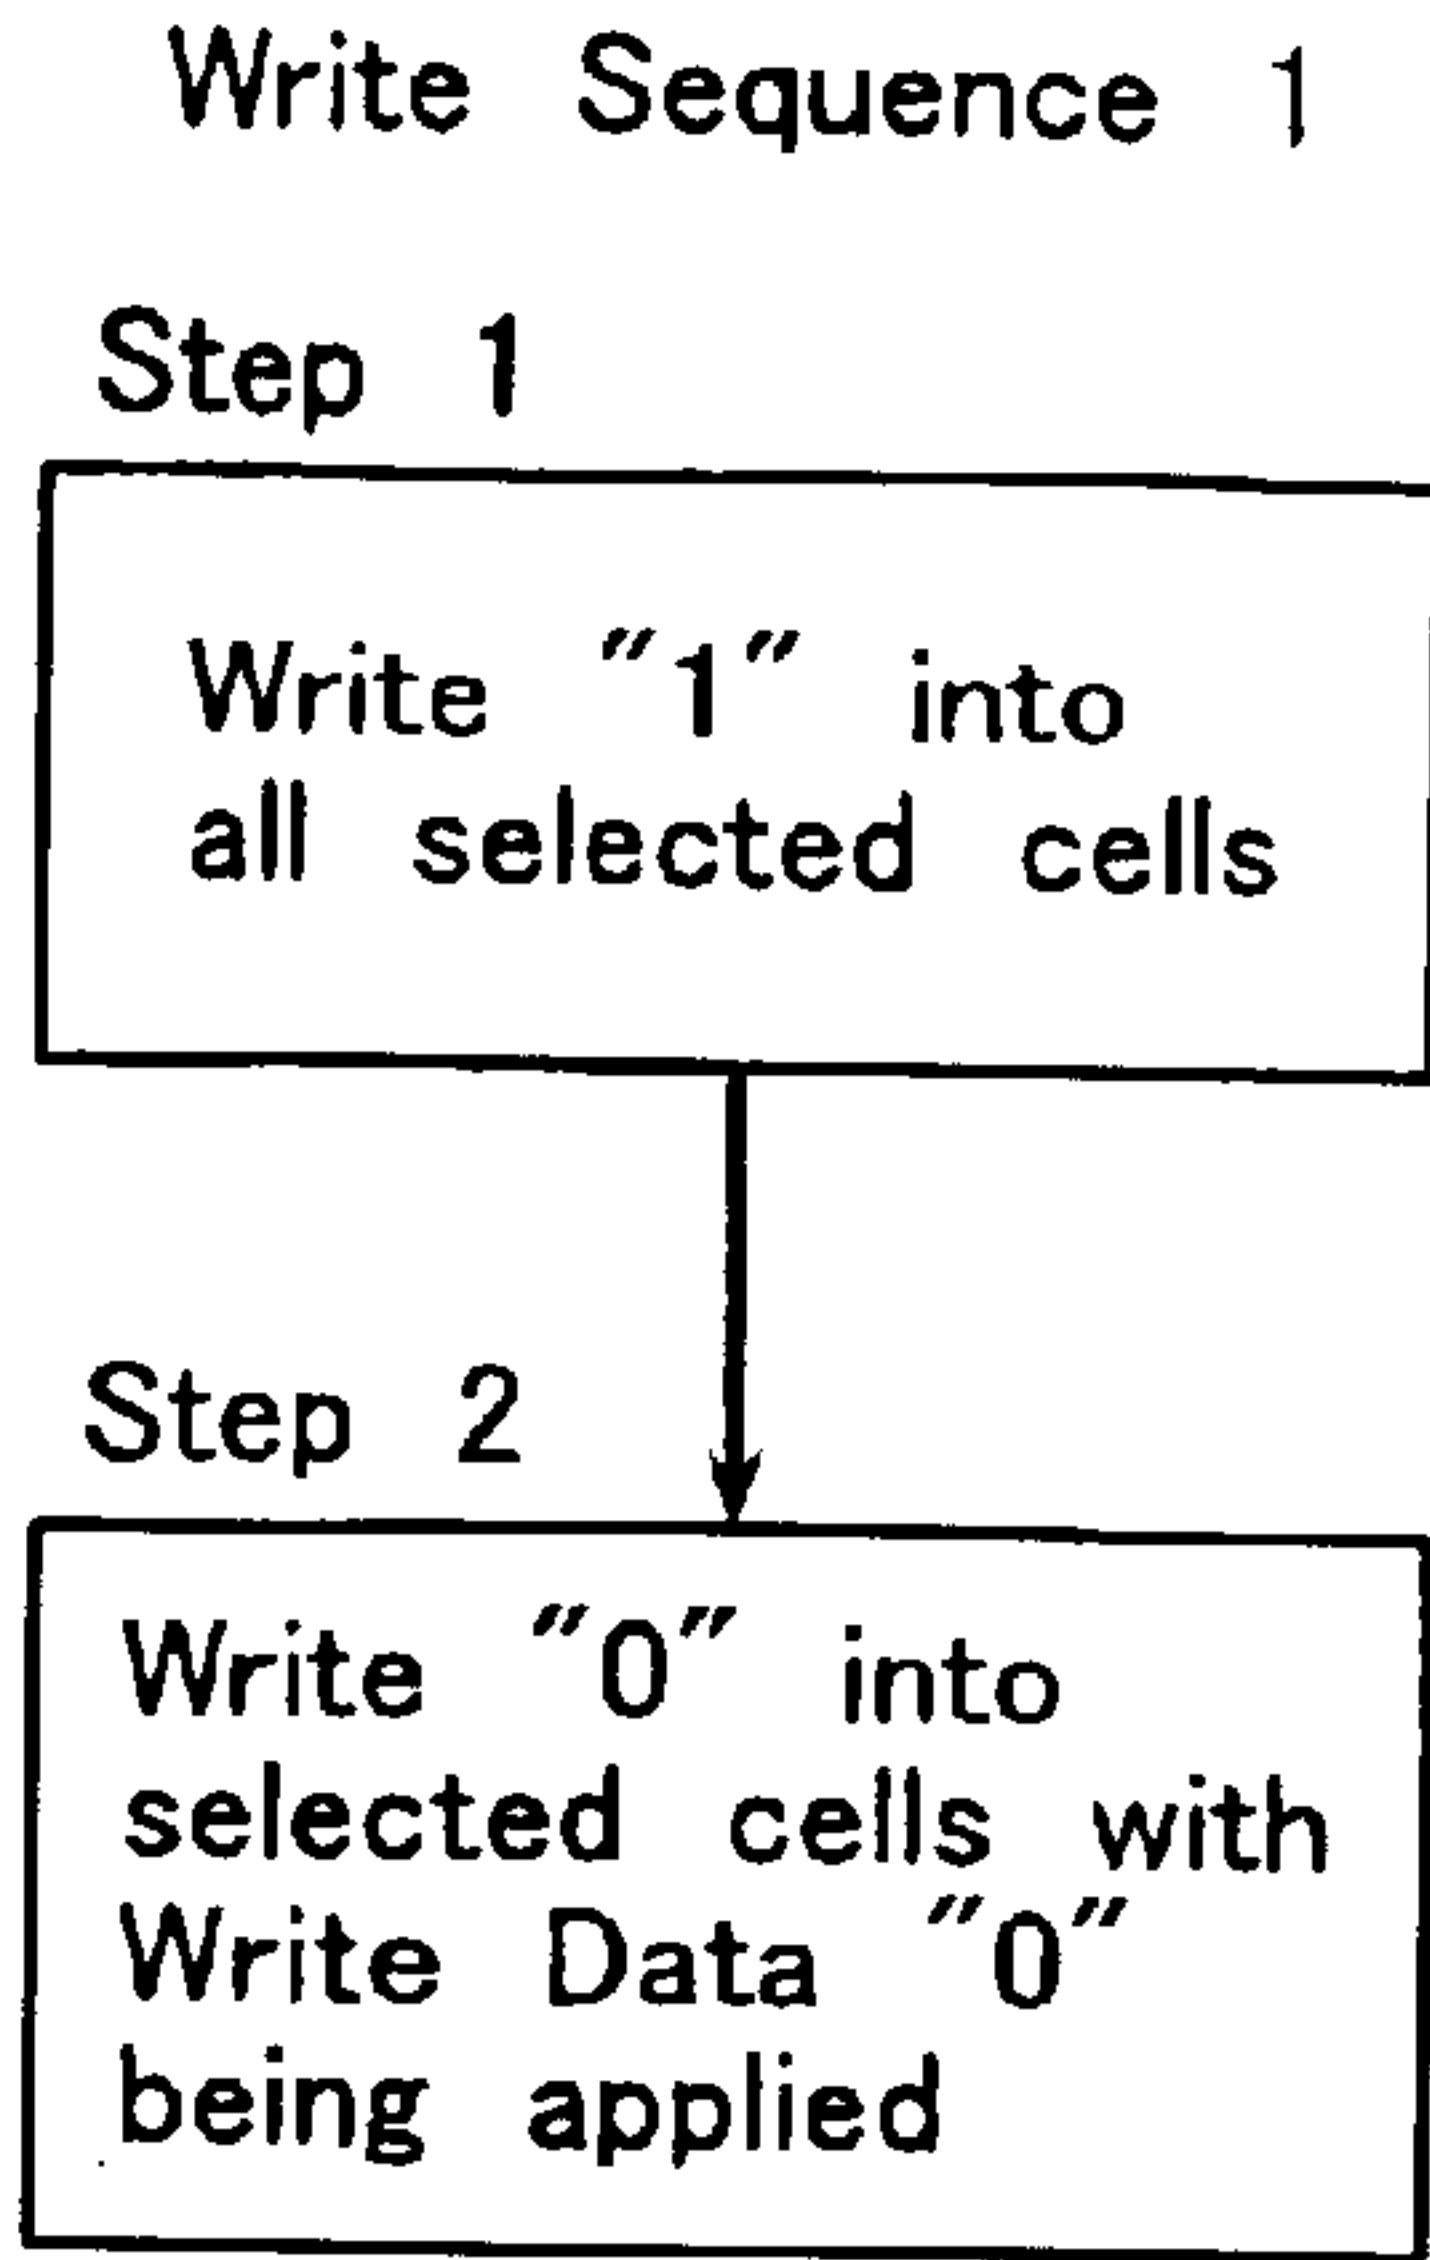 Write Sequence 1
Step 1
Write "1" into
all selected cells
Step 2
Write "0" into
selected cells with
Write Data "0"
being applied